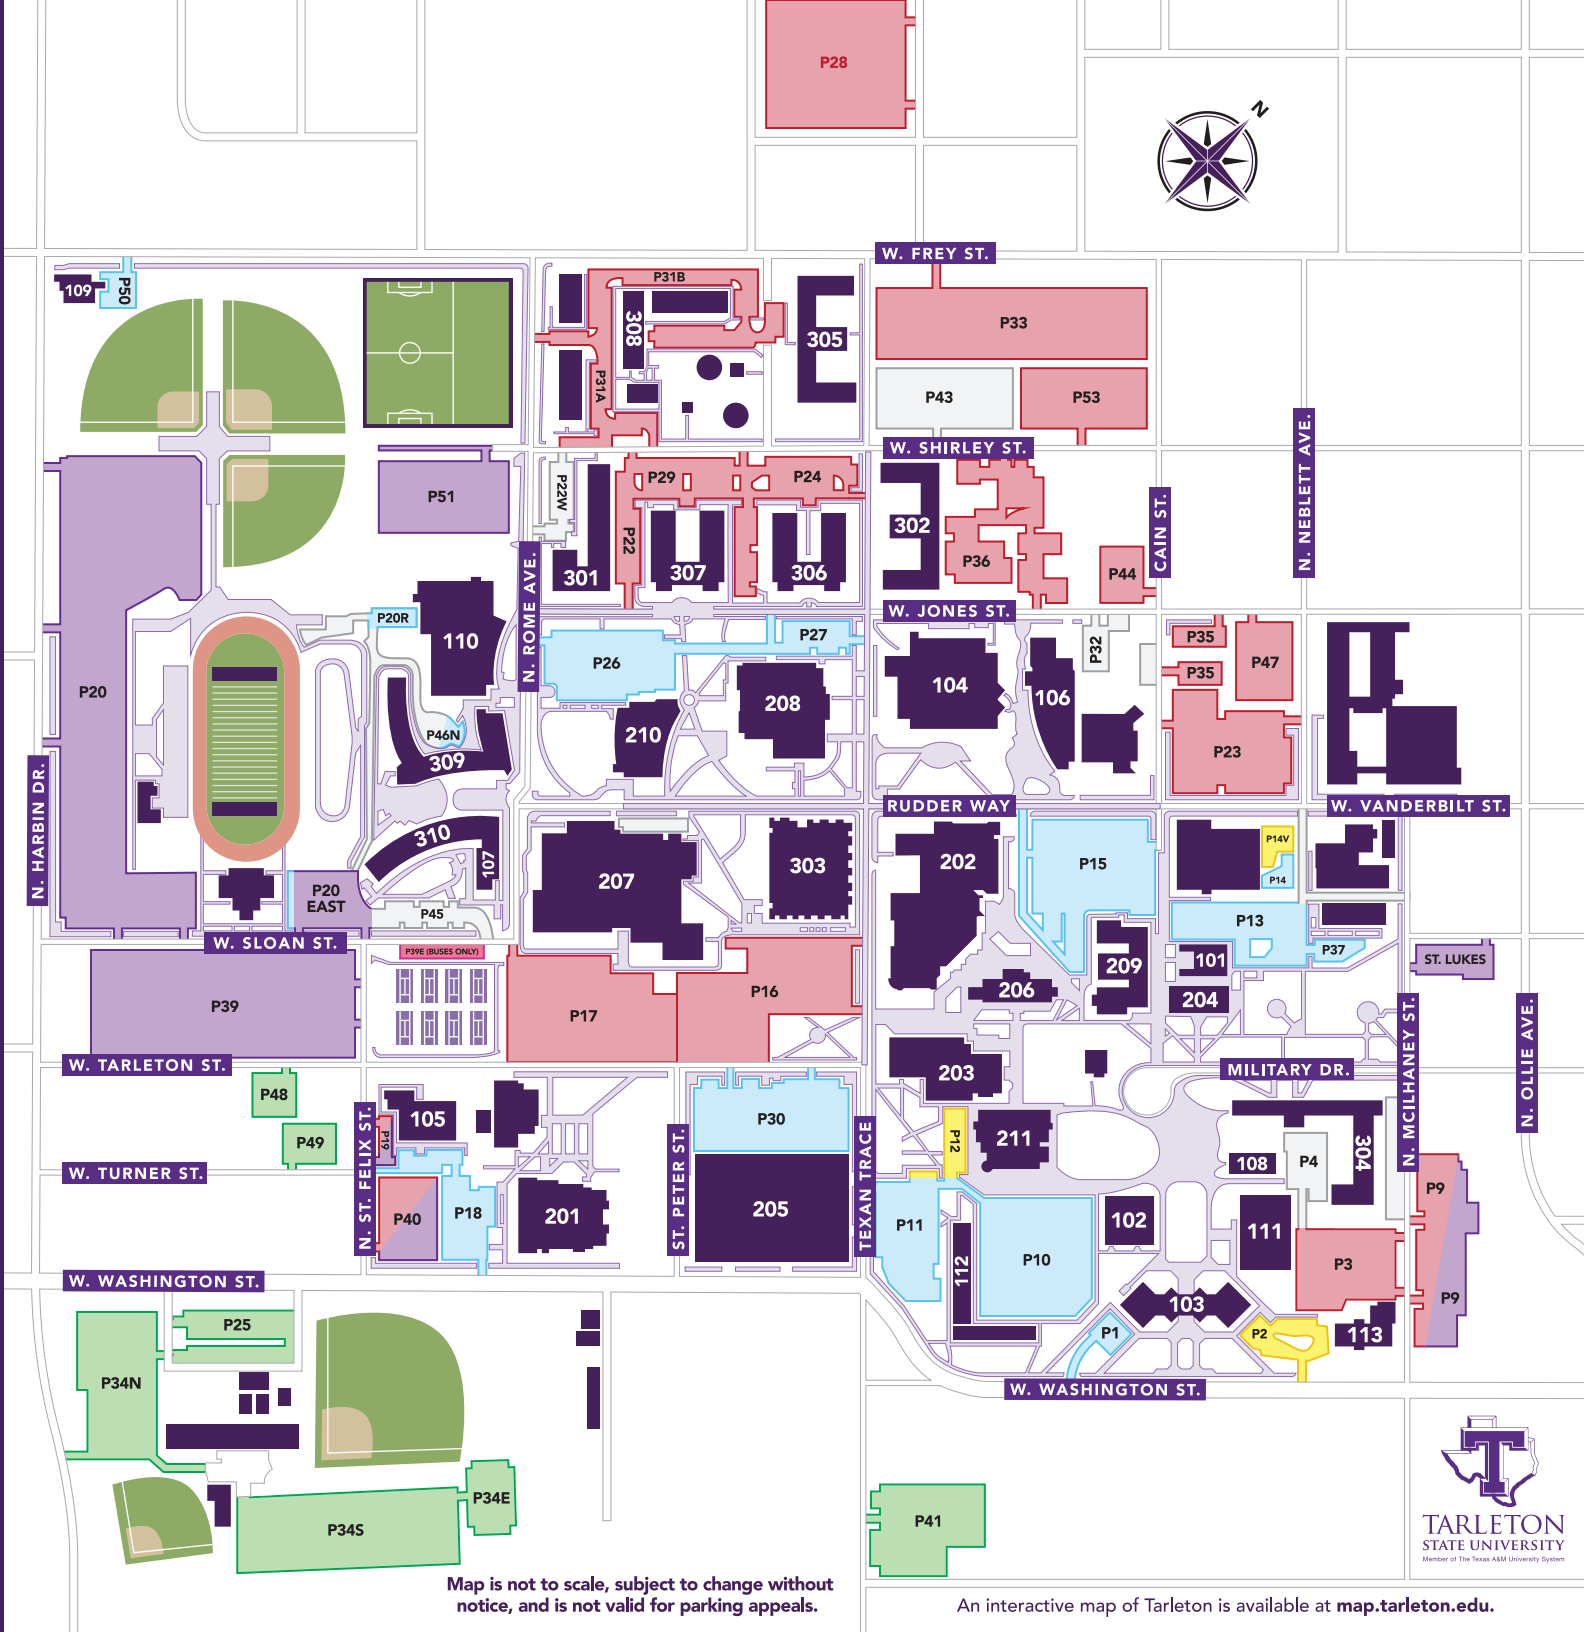 P28
N
W. FREY ST.
109
P50
P31B
308
305
P33
P31A
P43
P53
W. SHIRLEY ST.
N. NEBLETT AVE.
P51
P22W
P29
P24
CAIN ST.
302
P22
P36
301
307
306
P44
N. ROME AVE.
W. JONES ST.
P20R
110
P26
P27
P32
P35
P47
P35
P20
104
106
208
P46N
210
309
P23
N. HARBIN DR.
RUDDER WAY
W. VANDERBILT ST.
310
107
207
303
202
P15
P14V
P14
P20
EAST
P45
P13
P37
W. SLOAN ST.
P39E (BUSES ONLY)
209
101
ST. LUKES
P39
P17
P16
206
204
N. MCILHANEY ST.
N. OLLIE AVE.
W. TARLETON ST.
203
MILITARY DR.
P48
P49
N. ST. FELIX ST.
P19
105
P30
ST. PETER ST.
TEXAN TRACE
P12
211
108
P4
304
W. TURNER ST.
P40
P18
201
205
P11
112
P10
102
111
P9
P3
W. WASHINGTON ST.
P9
P25
103
P1
P2
113
P34N
W. WASHINGTON ST.
P34E
P34S
P41
TARLETON
STATE UNIVERSITY
Member of The Texas A&M University System
Map is not to scale, subject to change without
notice, and is not valid for parking appeals.
An interactive map of Tarleton is available at map.tarleton.edu.